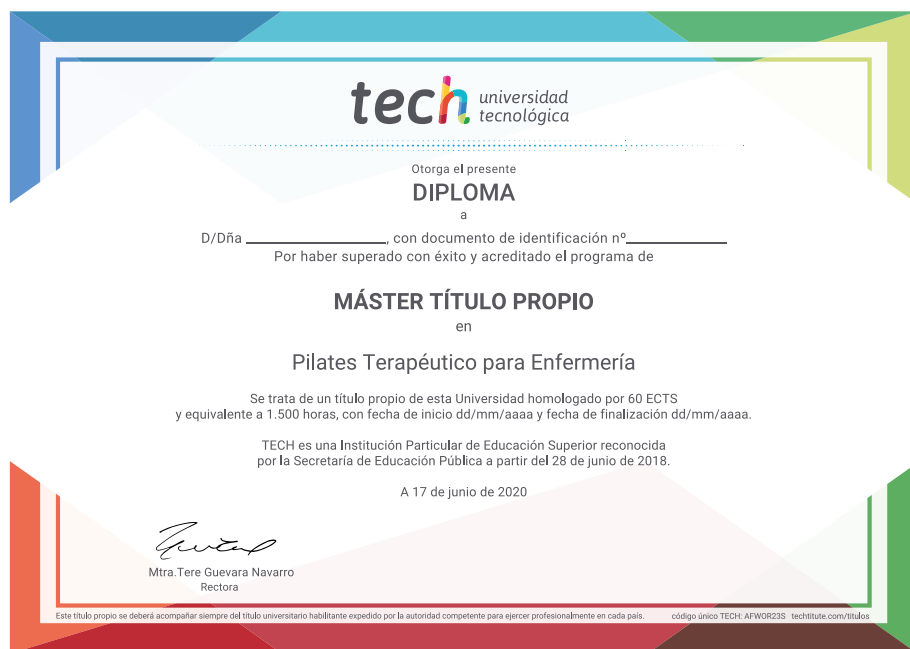 tech universidad
tecnológica
Otorga el presente
DIPLOMA
a
D/Dña ____________________, con documento de identificación nº______________
Por haber superado con éxito y acreditado el programa de
MÁSTER TÍTULO PROPIO
en
Pilates Terapéutico para Enfermería
Se trata de un título propio de esta Universidad homologado por 60 ECTS
y equivalente a 1.500 horas, con fecha de inicio dd/mm/aaaa y fecha de finalización dd/mm/aaaa.
TECH es una Institución Particular de Educación Superior reconocida
por la Secretaría de Educación Pública a partir del 28 de junio de 2018.
A 17 de junio de 2020
Mtra.Tere Guevara Navarro
Rectora
Este título propio se deberá acompañar siempre del título universitario habilitante expedido por la autoridad competente para ejercer profesionalmente en cada país. código único TECH: AFWOR23S techtitute.com/titulos